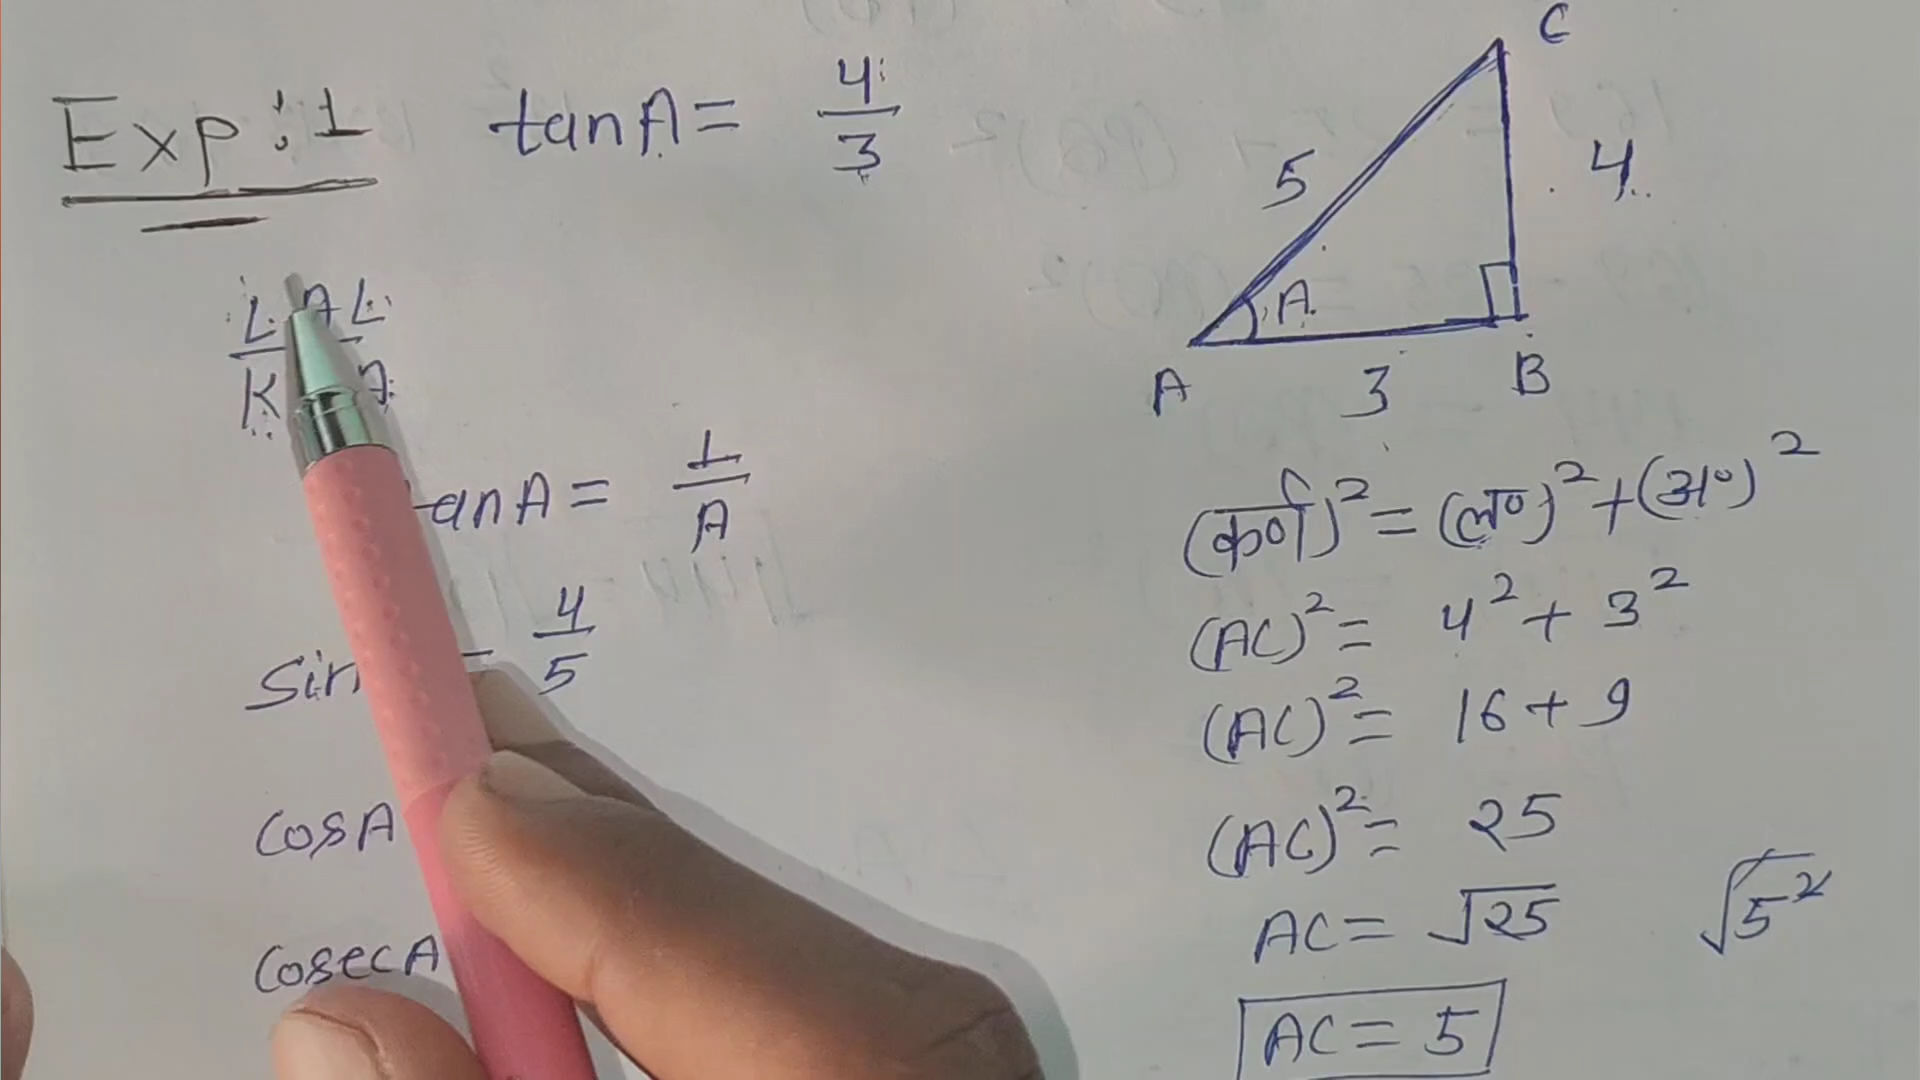 Exp:1 tanA = 4/3
L A L
K A
tanA = L/A
sin = 4/5
cosA
cosecA
C
5
4
A
A
3
B
(कर्ण)² = (ल०)² + (आ०)²
(AC)² = 4² + 3²
(AC)² = 16 + 9
(AC)² = 25
AC = √25 √5²
AC = 5